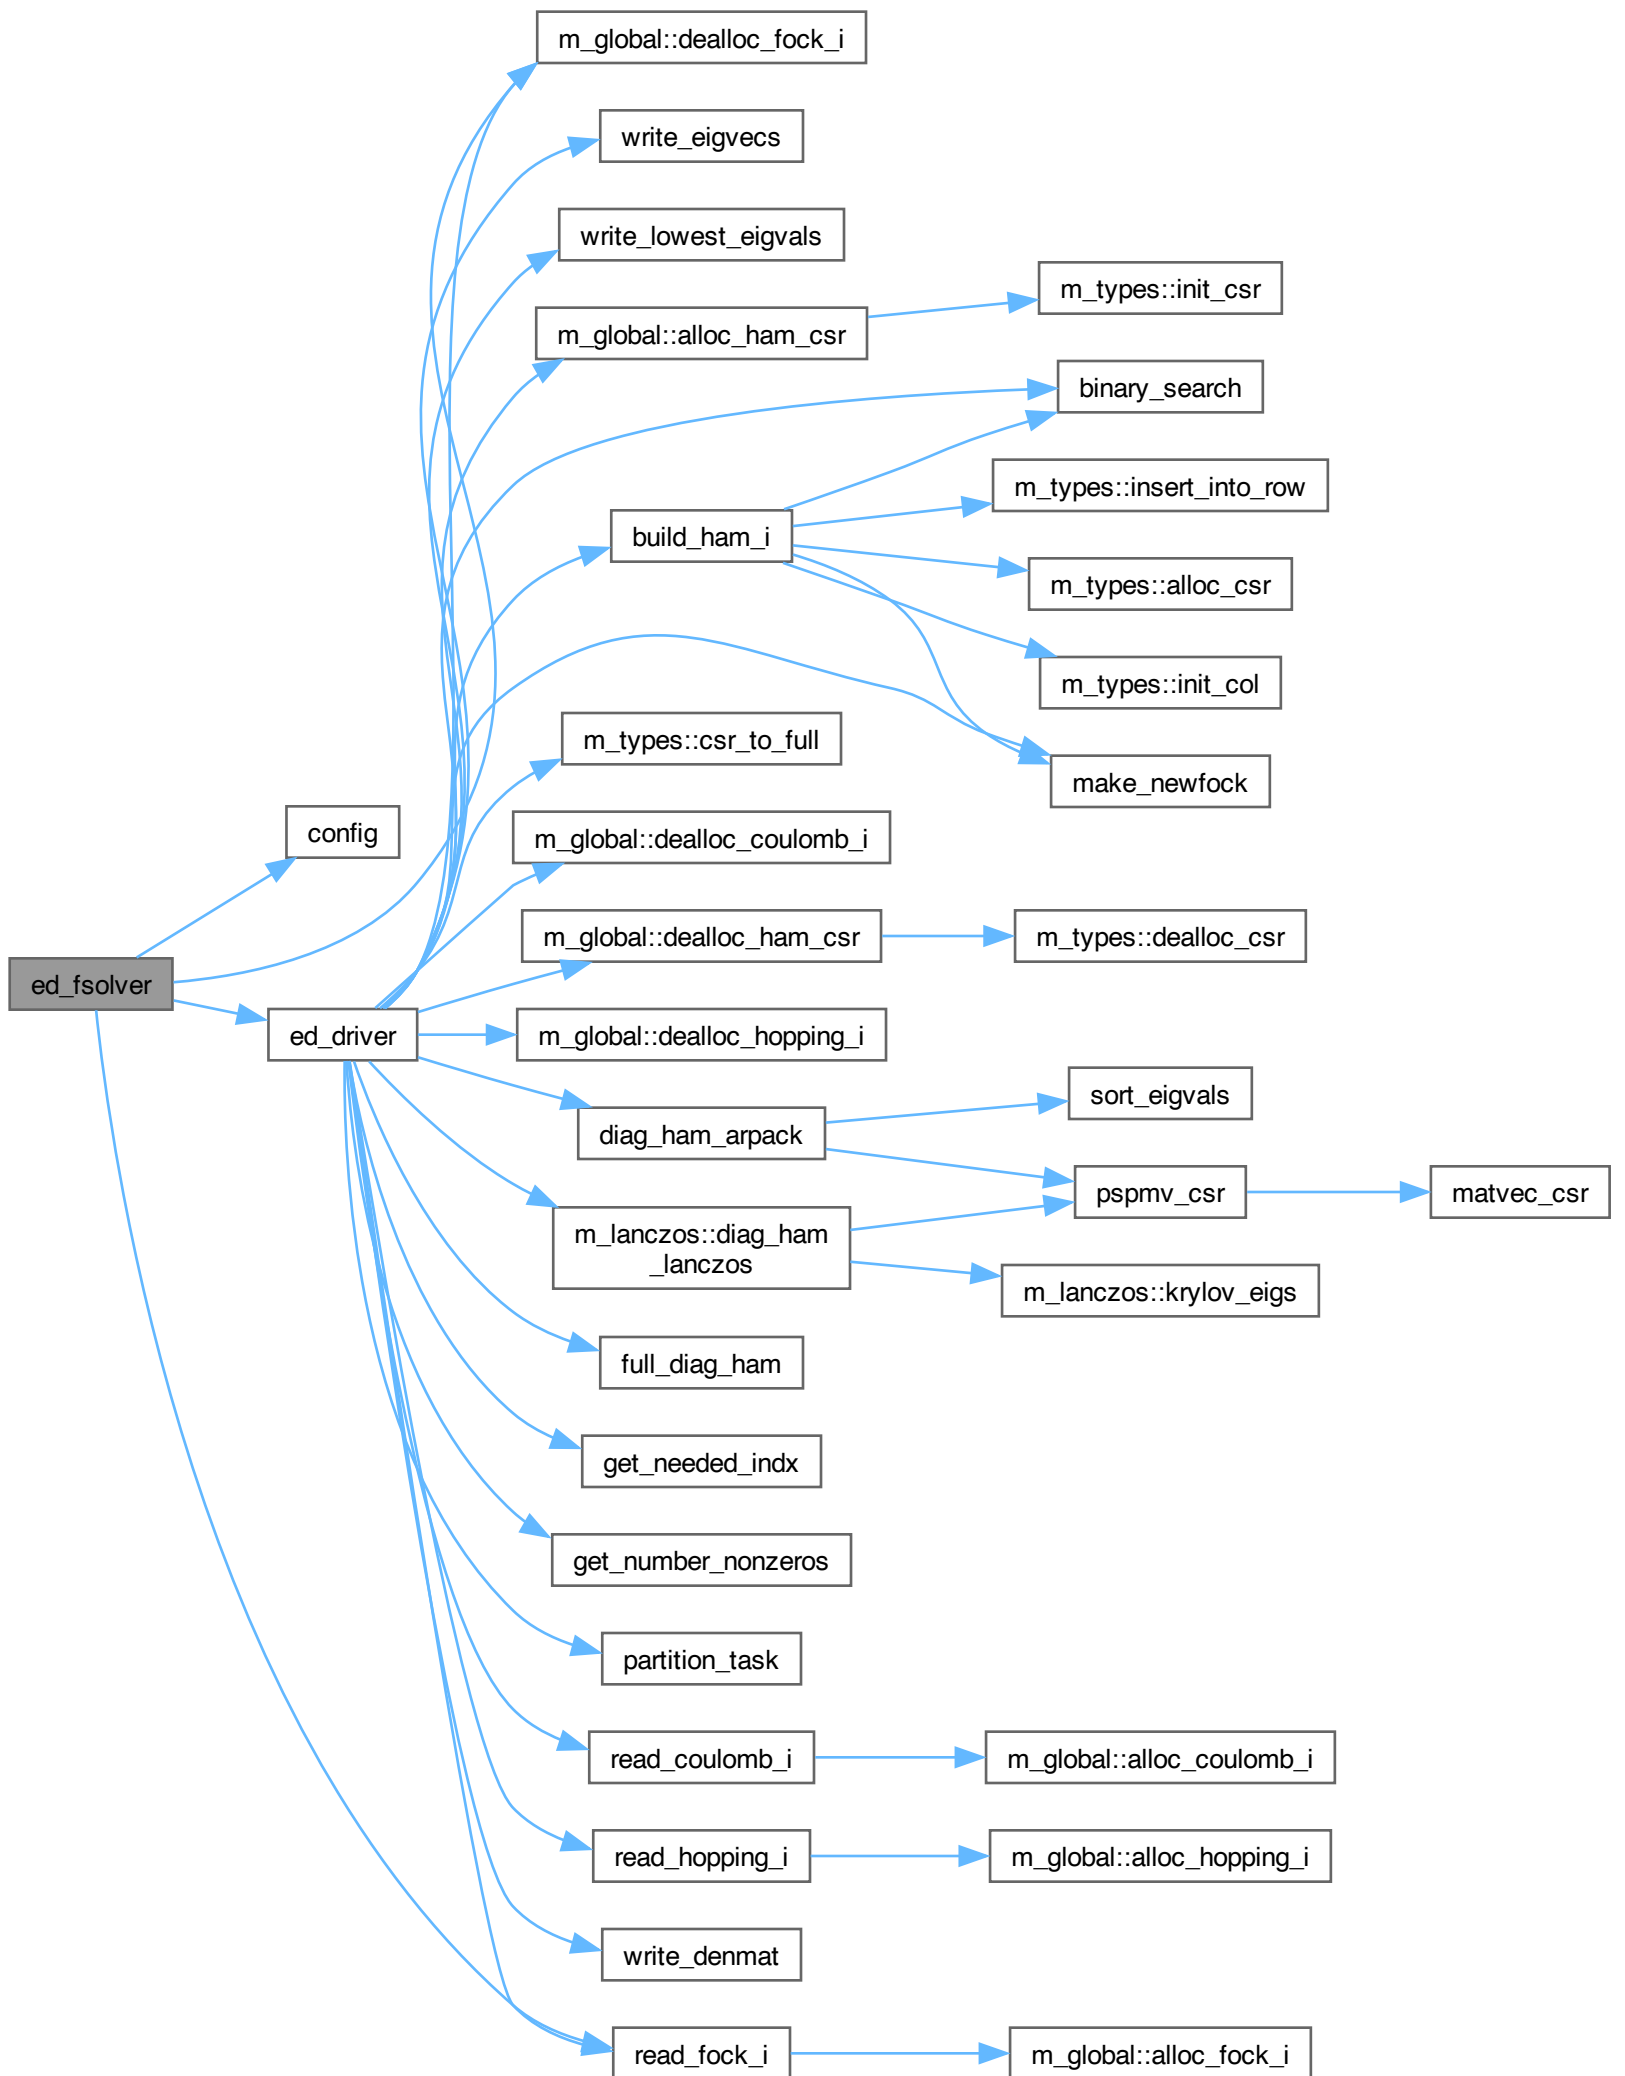 m_global::dealloc_fock_i
write_eigvecs
write_lowest_eigvals
m_types::init_csr
m_global::alloc_ham_csr
binary_search
m_types::insert_into_row
build_ham_i
m_types::alloc_csr
m_types::init_col
m_types::csr_to_full
make_newfock
config
m_global::dealloc_coulomb_i
m_global::dealloc_ham_csr
m_types::dealloc_csr
ed_fsolver
ed_driver
m_global::dealloc_hopping_i
sort_eigvals
diag_ham_arpack
pspmv_csr
matvec_csr
m_lanczos::diag_ham
_lanczos
m_lanczos::krylov_eigs
full_diag_ham
get_needed_indx
get_number_nonzeros
partition_task
read_coulomb_i
m_global::alloc_coulomb_i
read_hopping_i
m_global::alloc_hopping_i
write_denmat
read_fock_i
m_global::alloc_fock_i